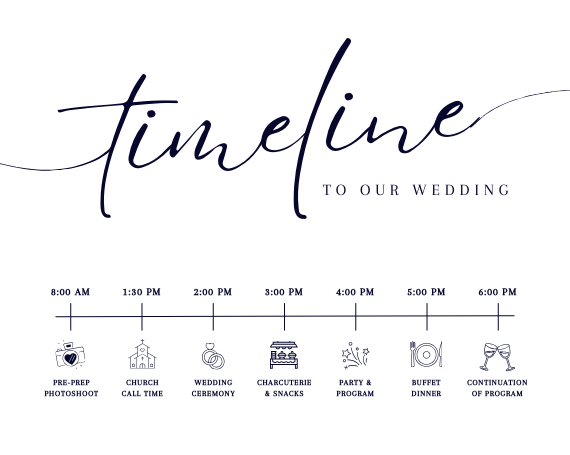 timeline
TO OUR WEDDING
8:00 AM 1:30 PM 2:00 PM 3:00 PM 4:00 PM 5:00 PM 6:00 PM
PRE-PREP CHURCH WEDDING CHARCUTERIE PARTY & BUFFET CONTINUATION
PHOTOSHOOT CALL TIME CEREMONY & SNACKS PROGRAM DINNER OF PROGRAM